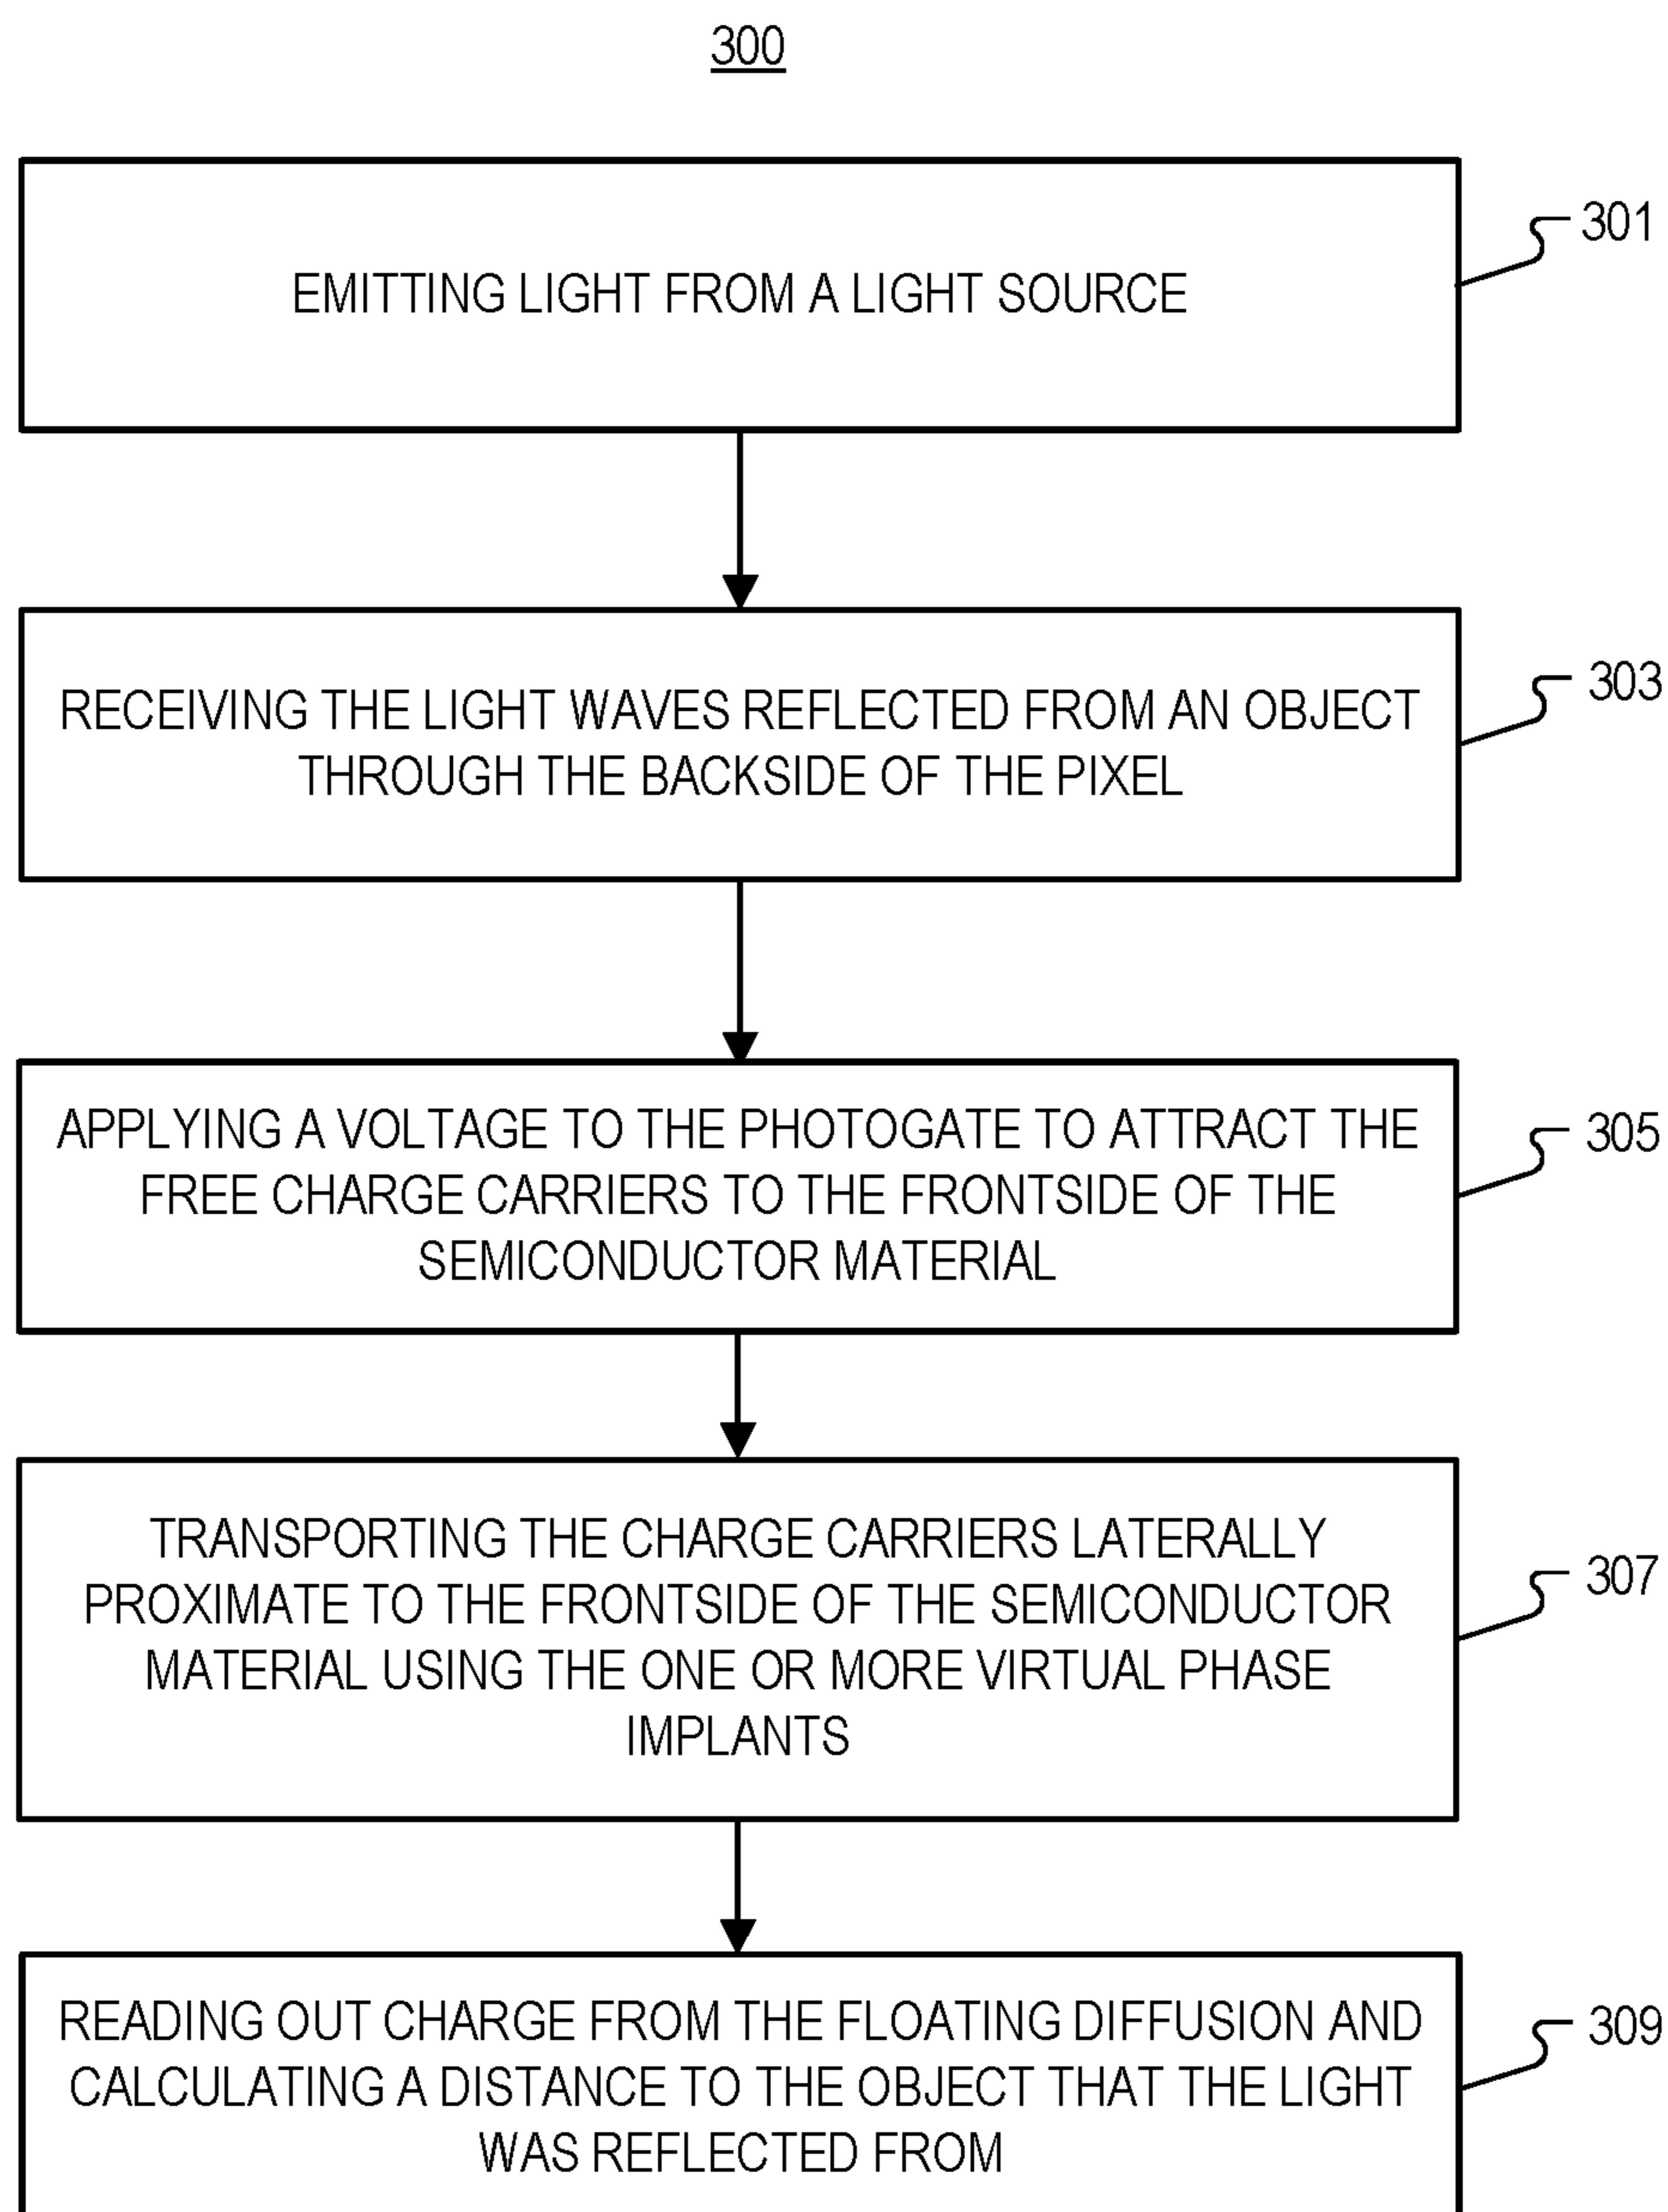 300
EMITTING LIGHT FROM A LIGHT SOURCE
301
RECEIVING THE LIGHT WAVES REFLECTED FROM AN OBJECT
THROUGH THE BACKSIDE OF THE PIXEL
303
APPLYING A VOLTAGE TO THE PHOTOGATE TO ATTRACT THE
FREE CHARGE CARRIERS TO THE FRONTSIDE OF THE
SEMICONDUCTOR MATERIAL
305
TRANSPORTING THE CHARGE CARRIERS LATERALLY
PROXIMATE TO THE FRONTSIDE OF THE SEMICONDUCTOR
MATERIAL USING THE ONE OR MORE VIRTUAL PHASE
IMPLANTS
307
READING OUT CHARGE FROM THE FLOATING DIFFUSION AND
CALCULATING A DISTANCE TO THE OBJECT THAT THE LIGHT
WAS REFLECTED FROM
309